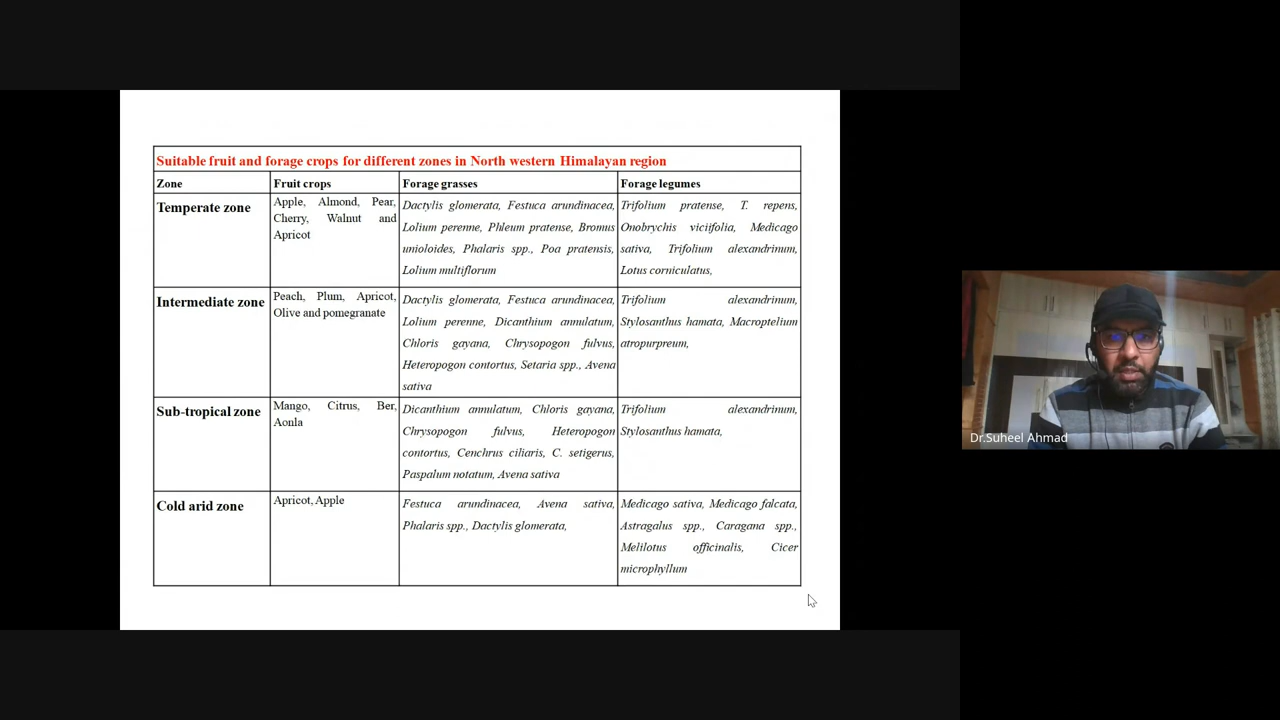 Suitable fruit and forage crops for different zones in North western Himalayan region
Zone Fruit crops Forage grasses Forage legumes
Temperate zone
Apple, Almond, Pear,
Cherry, Walnut and
Apricot
Dactylis glomerata, Festuca arundinacea,
Lolium perenne, Phleum pratense, Bromus
unioloides, Phalaris spp., Poa pratensis,
Lolium multiflorum
Trifolium pratense, T. repens,
Onobrychis viciifolia, Medicago
sativa, Trifolium alexandrinum,
Lotus corniculatus,
Intermediate zone
Peach, Plum, Apricot,
Olive and pomegranate
Dactylis glomerata, Festuca arundinacea,
Lolium perenne, Dicanthium annulatum,
Chloris gayana, Chrysopogon fulvus,
Heteropogon contortus, Setaria spp., Avena
sativa
Trifolium alexandrinum,
Stylosanthus hamata, Macroptelium
atropurpreum,
Sub-tropical zone
Mango, Citrus, Ber,
Aonla
Dicanthium annulatum, Chloris gayana,
Chrysopogon fulvus, Heteropogon
contortus, Cenchrus ciliaris, C. setigerus,
Paspalum notatum, Avena sativa
Trifolium alexandrinum,
Stylosanthus hamata,
Cold arid zone
Apricot, Apple
Festuca arundinacea, Avena sativa,
Phalaris spp., Dactylis glomerata,
Medicago sativa, Medicago falcata,
Astragalus spp., Caragana spp.,
Melilotus officinalis, Cicer
microphyllum
Dr.Suheel Ahmad